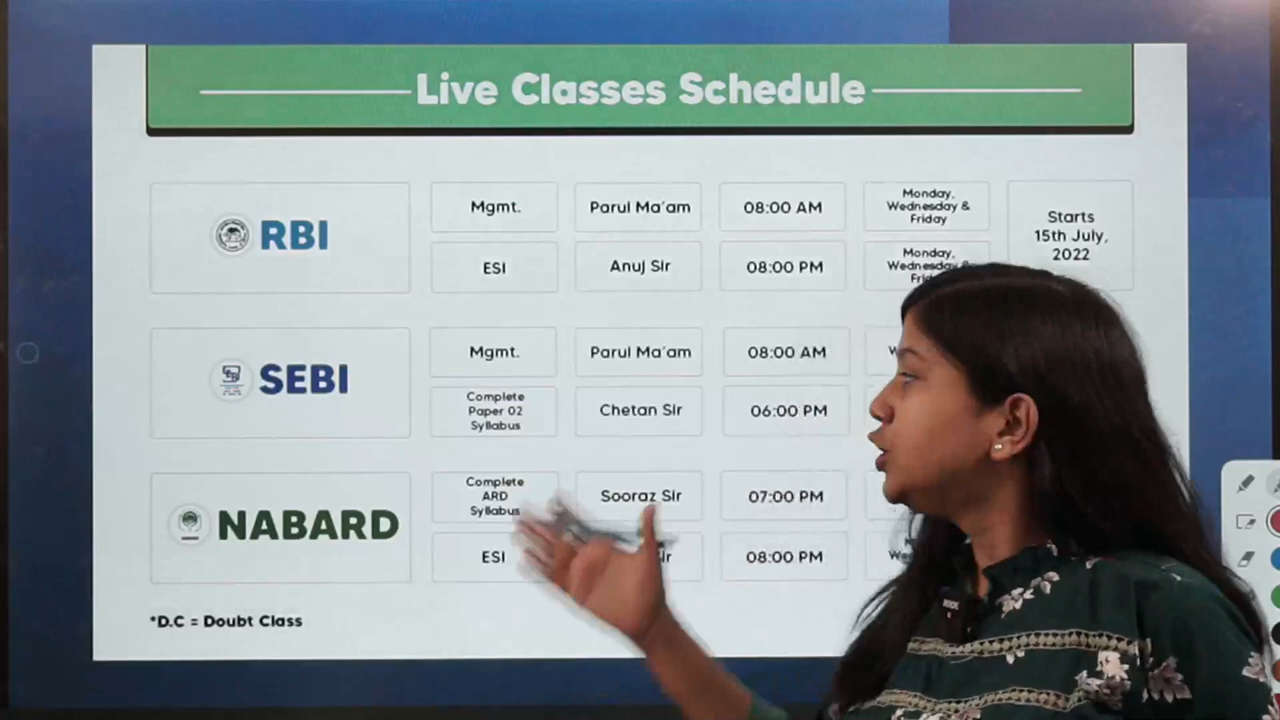 Live Classes Schedule
RBI
Mgmt.
Parul Ma'am
08:00 AM
Monday,
Wednesday &
Friday
Starts
15th July,
2022
ESI
Anuj Sir
08:00 PM
Monday,
Wednesday
SEBI
Mgmt.
Parul Ma'am
08:00 AM
Complete
Paper 02
Syllabus
Chetan Sir
06:00 PM
NABARD
Complete
ARD
Syllabus
Sooraz Sir
07:00 PM
ESI
08:00 PM
*D.C = Doubt Class